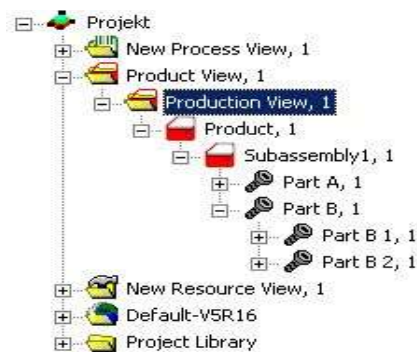 Projekt
New Process View, 1
Product View, 1
Production View, 1
Product, 1
Subassembly1, 1
Part A, 1
Part B, 1
Part B 1, 1
Part B 2, 1
New Resource View, 1
Default-V5R16
Project Library